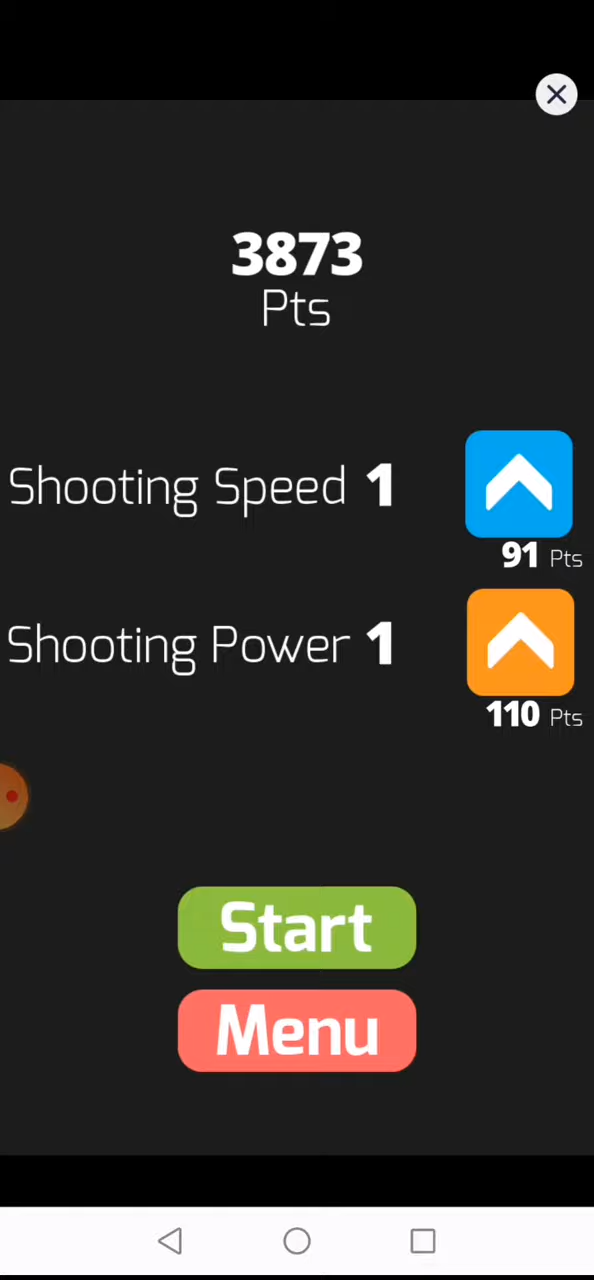 3873
Pts
Shooting Speed 1
91 Pts
Shooting Power 1
110 Pts
Start
Menu